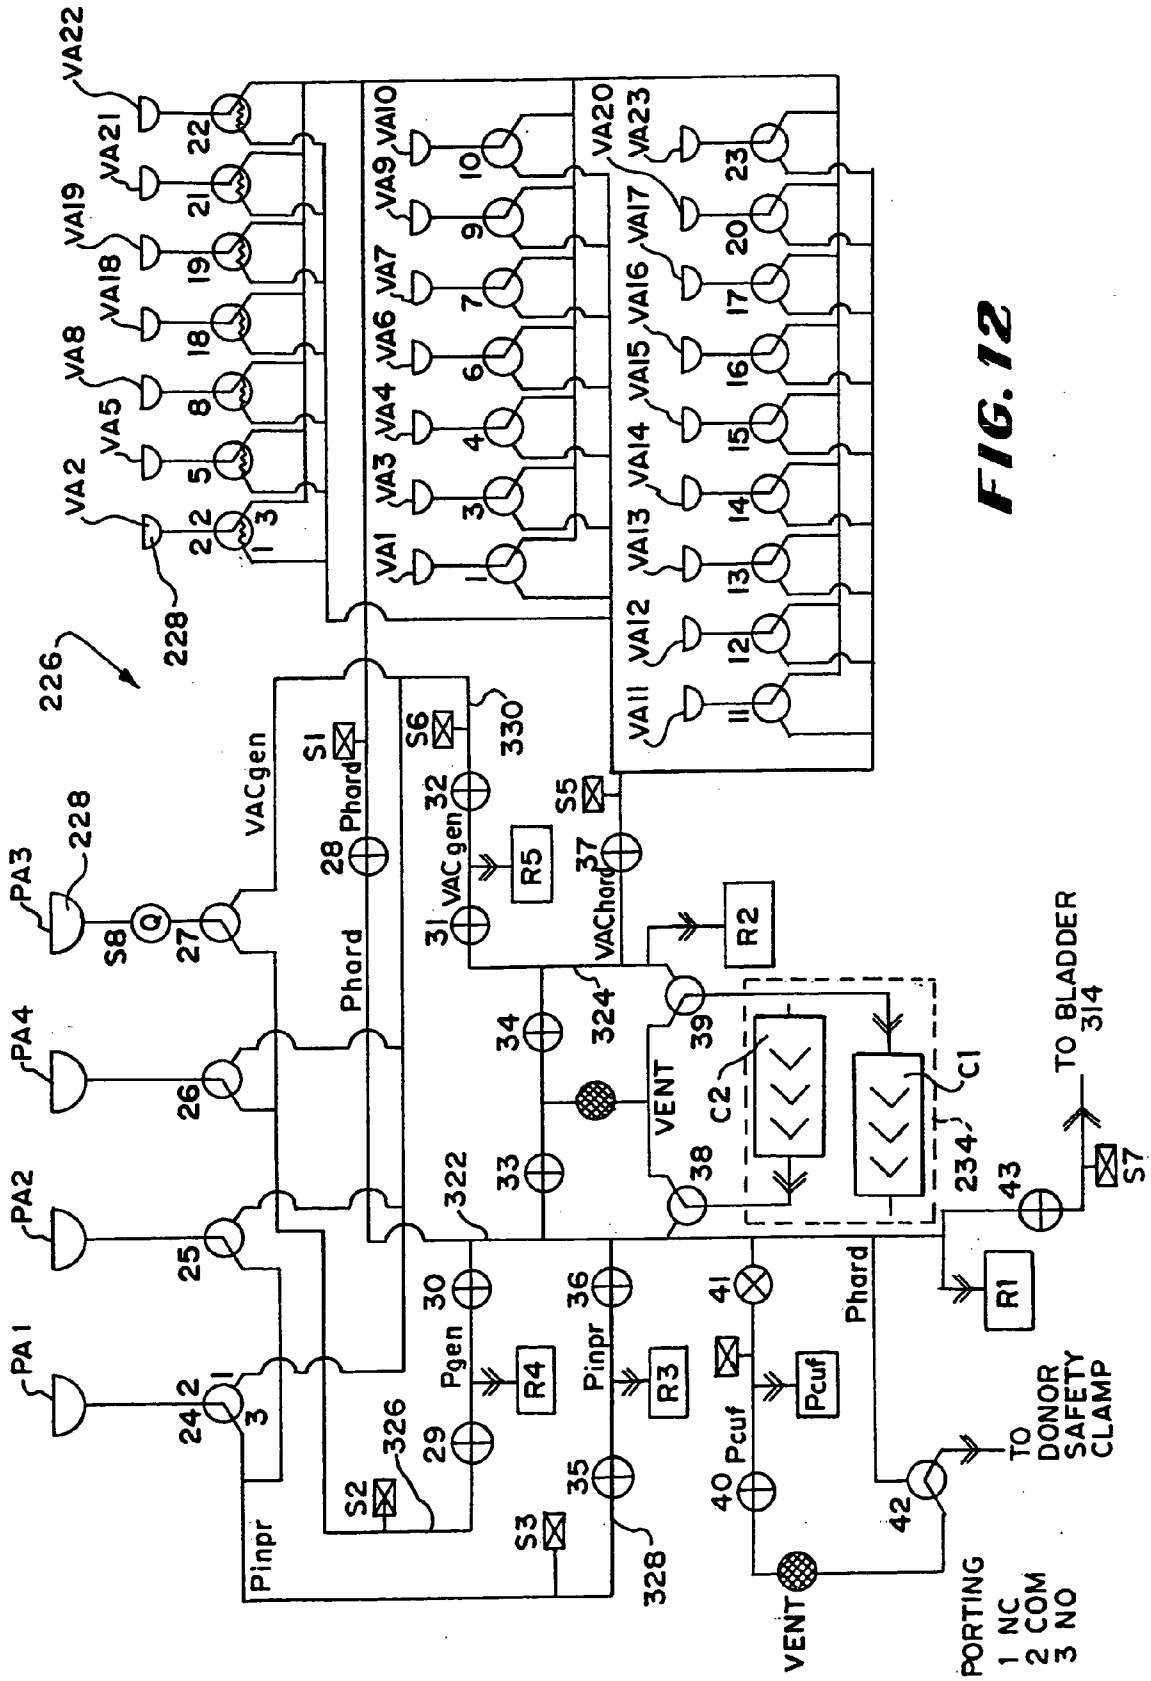 226
PA1
PA2
PA4
PA3
228
S8
Q
24
2
1
3
25
26
27
VACgen
VA2
VA5
VA8
VA18
VA19
VA21
VA22
228
2
2
1
3
5
8
18
19
21
22
Pinpr
S2
326
Phard
28
Phard
S1
VA1
VA3
VA4
VA6
VA7
VA9
VA10
1
3
4
6
7
9
10
29
Pgen
30
R4
322
31
VACgen
32
S6
330
R5
S3
35
Pinpr
36
R3
328
33
34
324
VENT
VAChard
37
S5
R2
VA11
VA12
VA13
VA14
VA15
VA16
VA17
VA20
VA23
11
12
13
14
15
16
17
20
23
38
39
C2
C1
234
40
Pcuf
41
Pcuf
VENT
Phard
42
TO
DONOR
SAFETY
CLAMP
R1
43
S7
TO BLADDER
314
PORTING
1 NC
2 COM
3 NO
FIG. 12